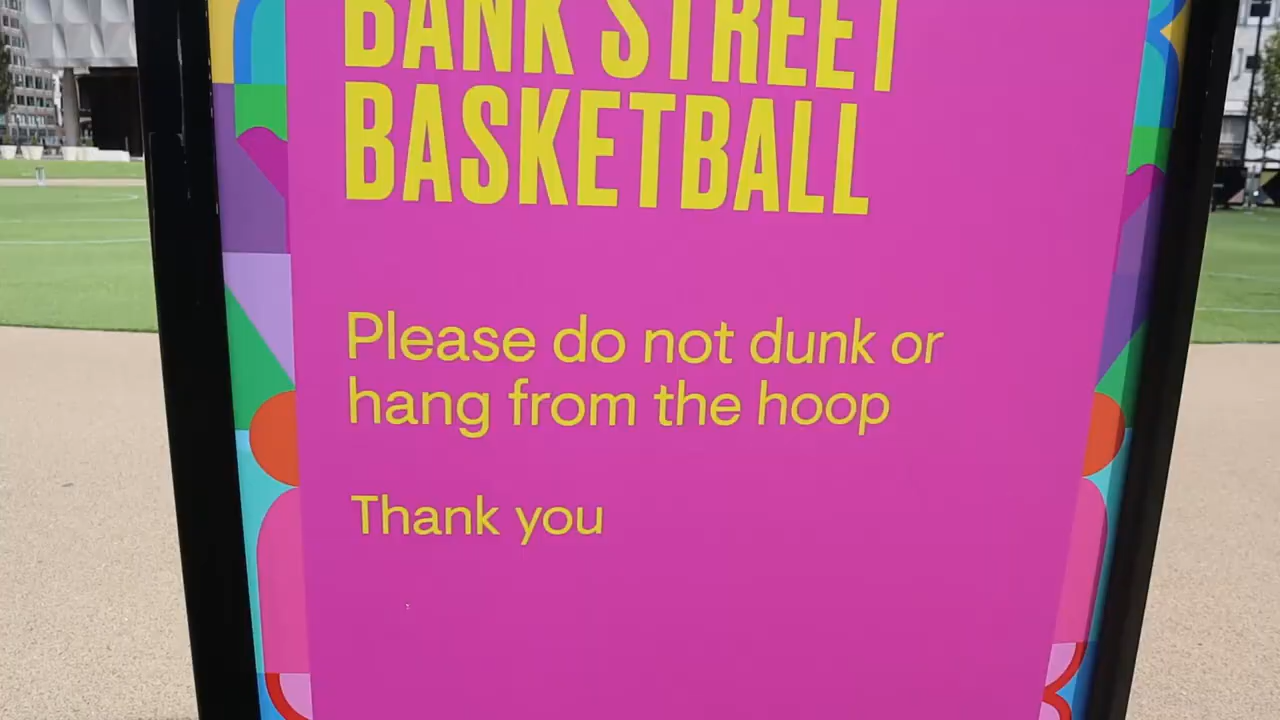 BANK STREET
BASKETBALL
Please do not dunk or
hang from the hoop
Thank you